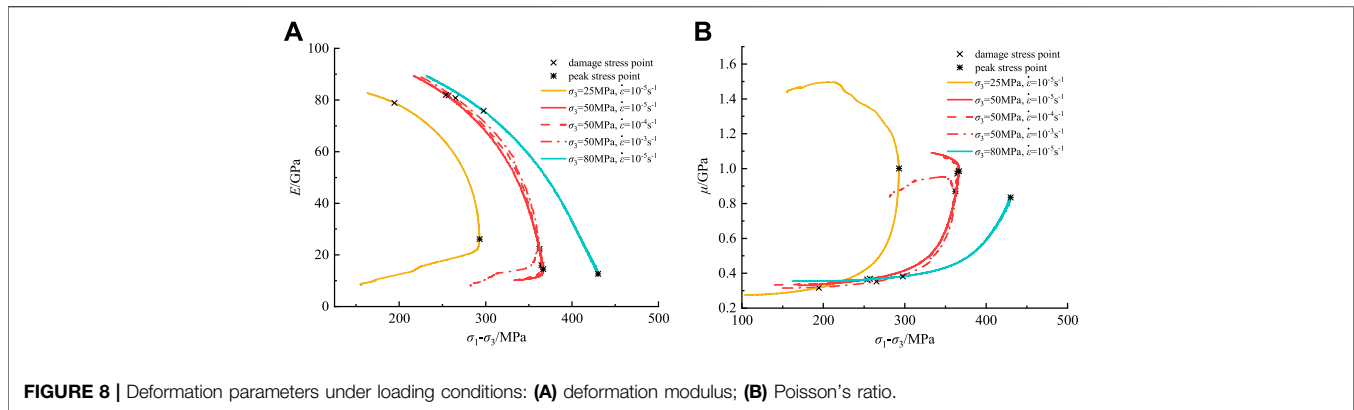 A
× damage stress point
✱ peak stress point
σ₃=25MPa, ε̇=10⁻⁵s⁻¹
σ₃=50MPa, ε̇=10⁻⁵s⁻¹
σ₃=50MPa, ε̇=10⁻⁴s⁻¹
σ₃=50MPa, ε̇=10⁻³s⁻¹
σ₃=80MPa, ε̇=10⁻⁵s⁻¹
100
80
60
40
20
0
E/GPa
200 300 400 500
σ₁-σ₃/MPa
B
× damage stress point
✱ peak stress point
σ₃=25MPa, ε̇=10⁻⁵s⁻¹
σ₃=50MPa, ε̇=10⁻⁵s⁻¹
σ₃=50MPa, ε̇=10⁻⁴s⁻¹
σ₃=50MPa, ε̇=10⁻³s⁻¹
σ₃=80MPa, ε̇=10⁻⁵s⁻¹
1.6
1.4
1.2
1.0
0.8
0.6
0.4
0.2
μ/GPa
100 200 300 400 500
σ₁-σ₃/MPa
FIGURE 8 | Deformation parameters under loading conditions: (A) deformation modulus; (B) Poisson's ratio.